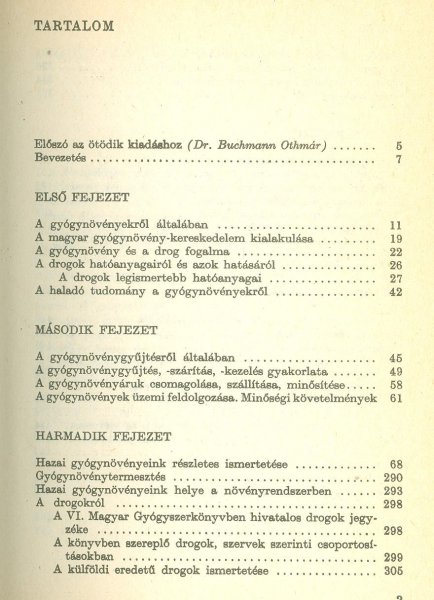 TARTALOM
Előszó az ötödik kiadáshoz (Dr. Buchmann Othmár) ....... 5
Bevezetés ............................................. 7
ELSŐ FEJEZET
A gyógynövényekről általában ......................... 11
A magyar gyógynövény-kereskedelem kialakulása ......... 19
A gyógynövény és a drog fogalma ...................... 22
A drogok hatóanyagairól és azok hatásáról ............. 26
A drogok legismertebb hatóanyagai .................... 27
A haladó tudomány a gyógynövényekről ................. 42
MÁSODIK FEJEZET
A gyógynövénygyűjtésről általában .................... 45
A gyógynövénygyűjtés, -szárítás, -kezelés gyakorlata ....... 49
A gyógynövényáruk csomagolása, szállítása, minősítése ..... 58
A gyógynövények üzemi feldolgozása. Minőségi követelmények 61
HARMADIK FEJEZET
Hazai gyógynövényeink részletes ismertetése ............ 68
Gyógynövénytermesztés ................................ 290
Hazai gyógynövényeink helye a növényrendszerben ........ 293
A drogokról .......................................... 298
A VI. Magyar Gyógyszerkönyvben hivatalos drogok jegy-
zéke ................................................. 298
A könyvben szereplő drogok, szervek szerinti csoportosí-
tásokban ............................................. 299
A külföldi eredetű drogok ismertetése ................ 305